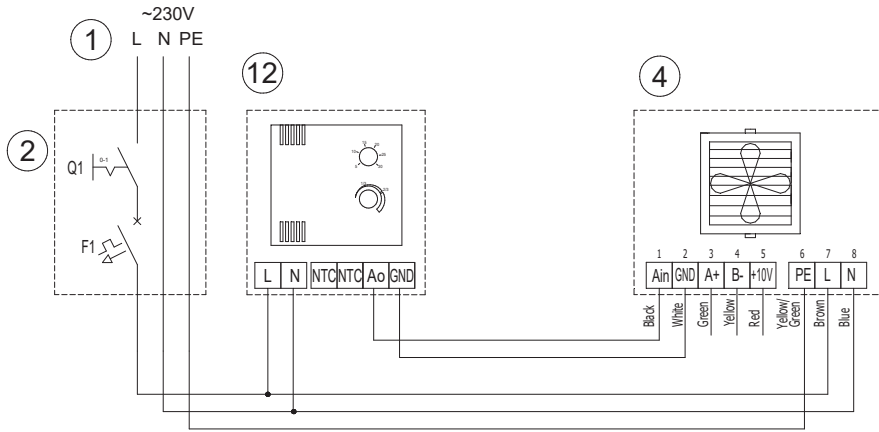 ~230V
1
L N PE
12
4
2
Q1
0-1
F1
L N NTC NTC Ao GND
1 2 3 4 5 6 7 8
Ain GND A+ B- +10V PE L N
Black
White
Green
Yellow
Red
Yellow/
Green
Brown
Blue